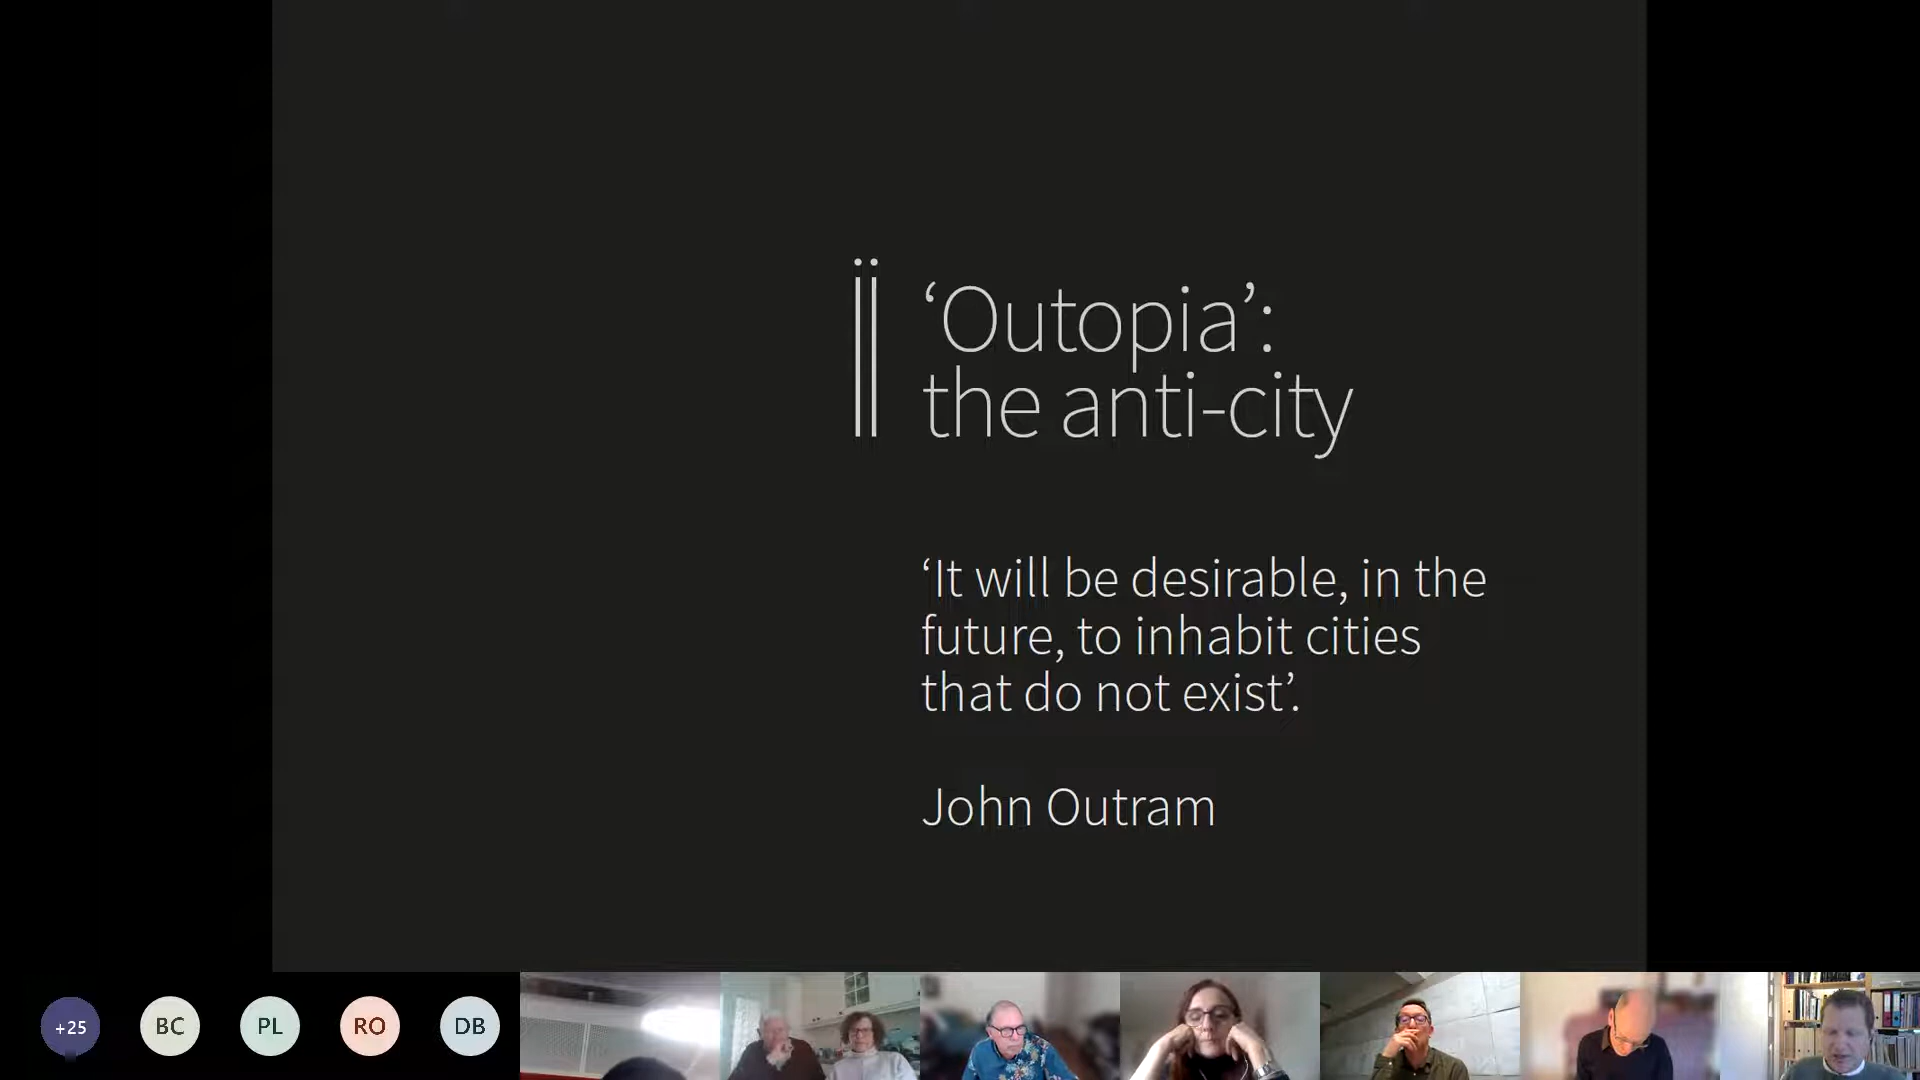 ii
‘Outopia’:
the anti-city
‘It will be desirable, in the
future, to inhabit cities
that do not exist’.
John Outram
+25
BC
PL
RO
DB